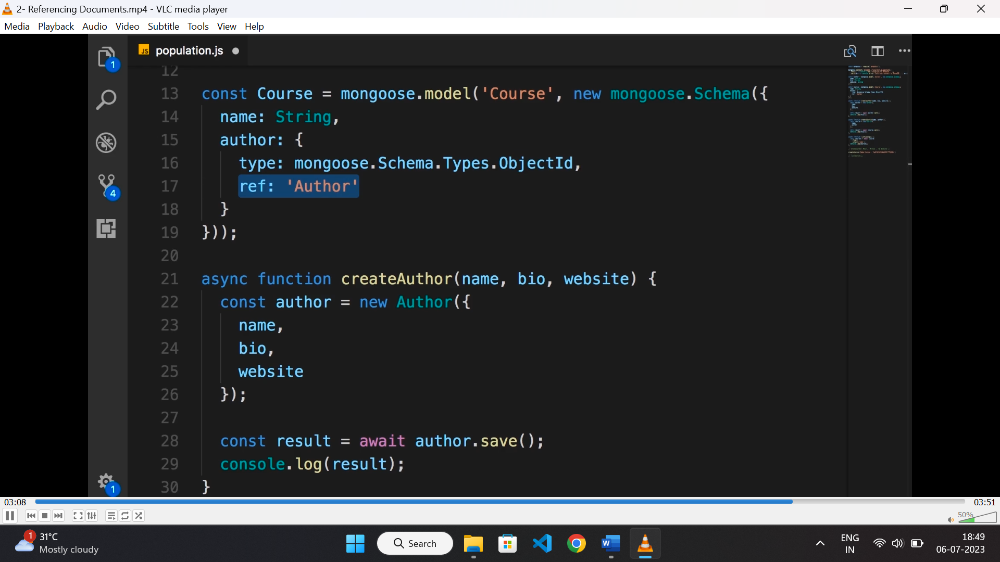 2- Referencing Documents.mp4 - VLC media player
Media Playback Audio Video Subtitle Tools View Help
JS population.js
1
12
13 const Course = mongoose.model('Course', new mongoose.Schema({
14 name: String,
15 author: {
16 type: mongoose.Schema.Types.ObjectId,
17 ref: 'Author'
4
18 }
19 }));
20
21 async function createAuthor(name, bio, website) {
22 const author = new Author({
23 name,
24 bio,
25 website
26 });
27
28 const result = await author.save();
29 console.log(result);
30 }
1
03:08 03:51
50%
1 31°C
Mostly cloudy
Search
W
ENG
IN
18:49
06-07-2023